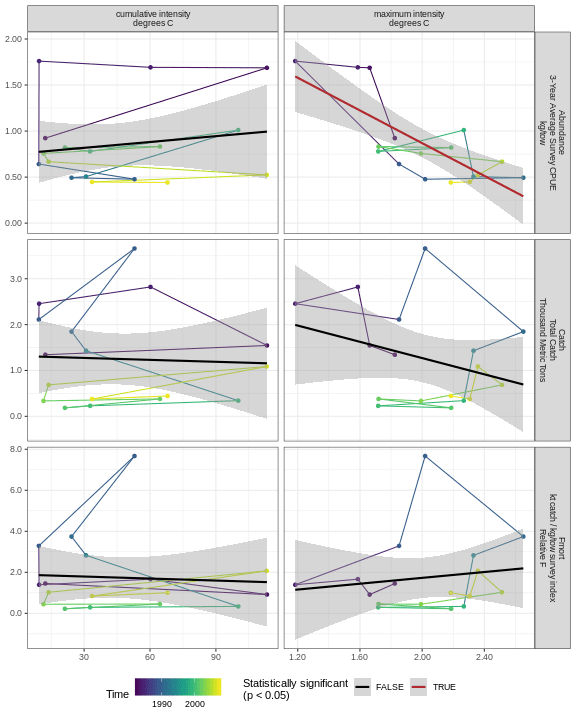 cumulative intensity
degrees C
maximum intensity
degrees C
2.00
1.50
1.00
0.50
0.00
Abundance
3-Year Average Survey CPUE
kg/tow
3.0
2.0
1.0
0.0
Catch
Total Catch
Thousand Metric Tons
8.0
6.0
4.0
2.0
0.0
Fmort
kt catch / kg/tow survey index
Relative F
30 60 90
1.20 1.60 2.00 2.40
Time
1990 2000
Statistically significant
(p < 0.05)
FALSE TRUE